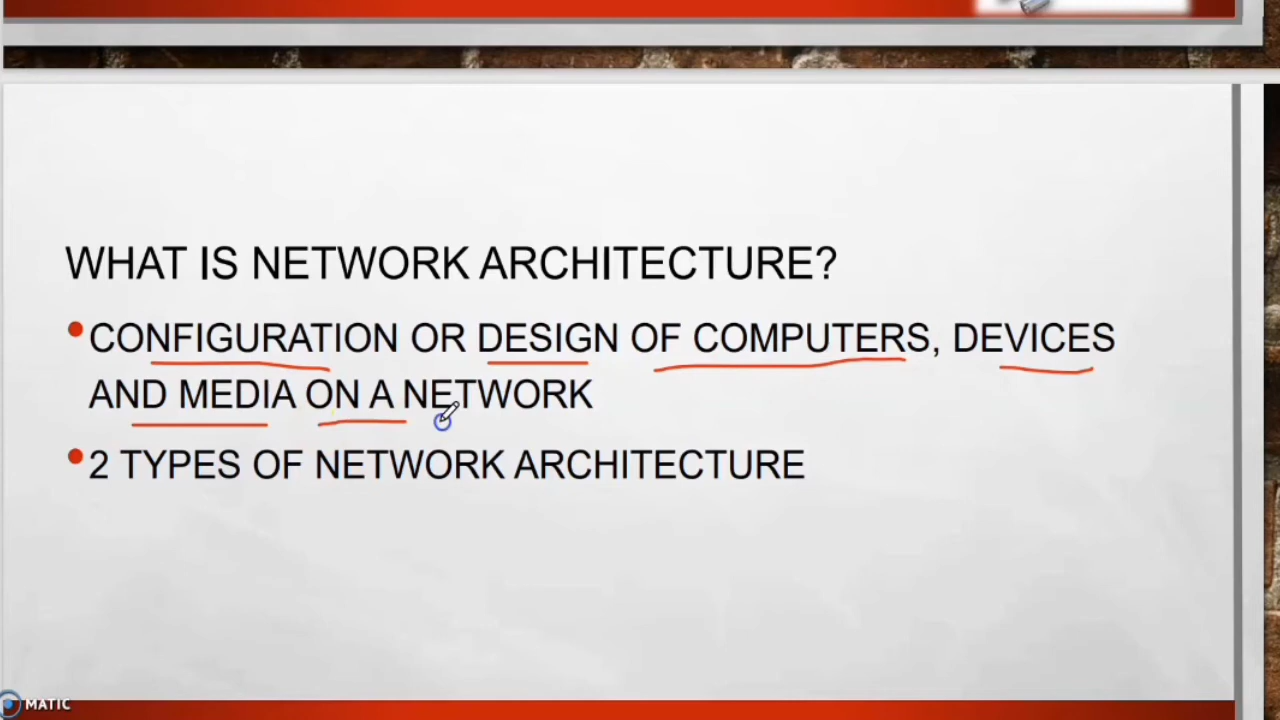 WHAT IS NETWORK ARCHITECTURE?
•CONFIGURATION OR DESIGN OF COMPUTERS, DEVICES
AND MEDIA ON A NETWORK
•2 TYPES OF NETWORK ARCHITECTURE
MATIC